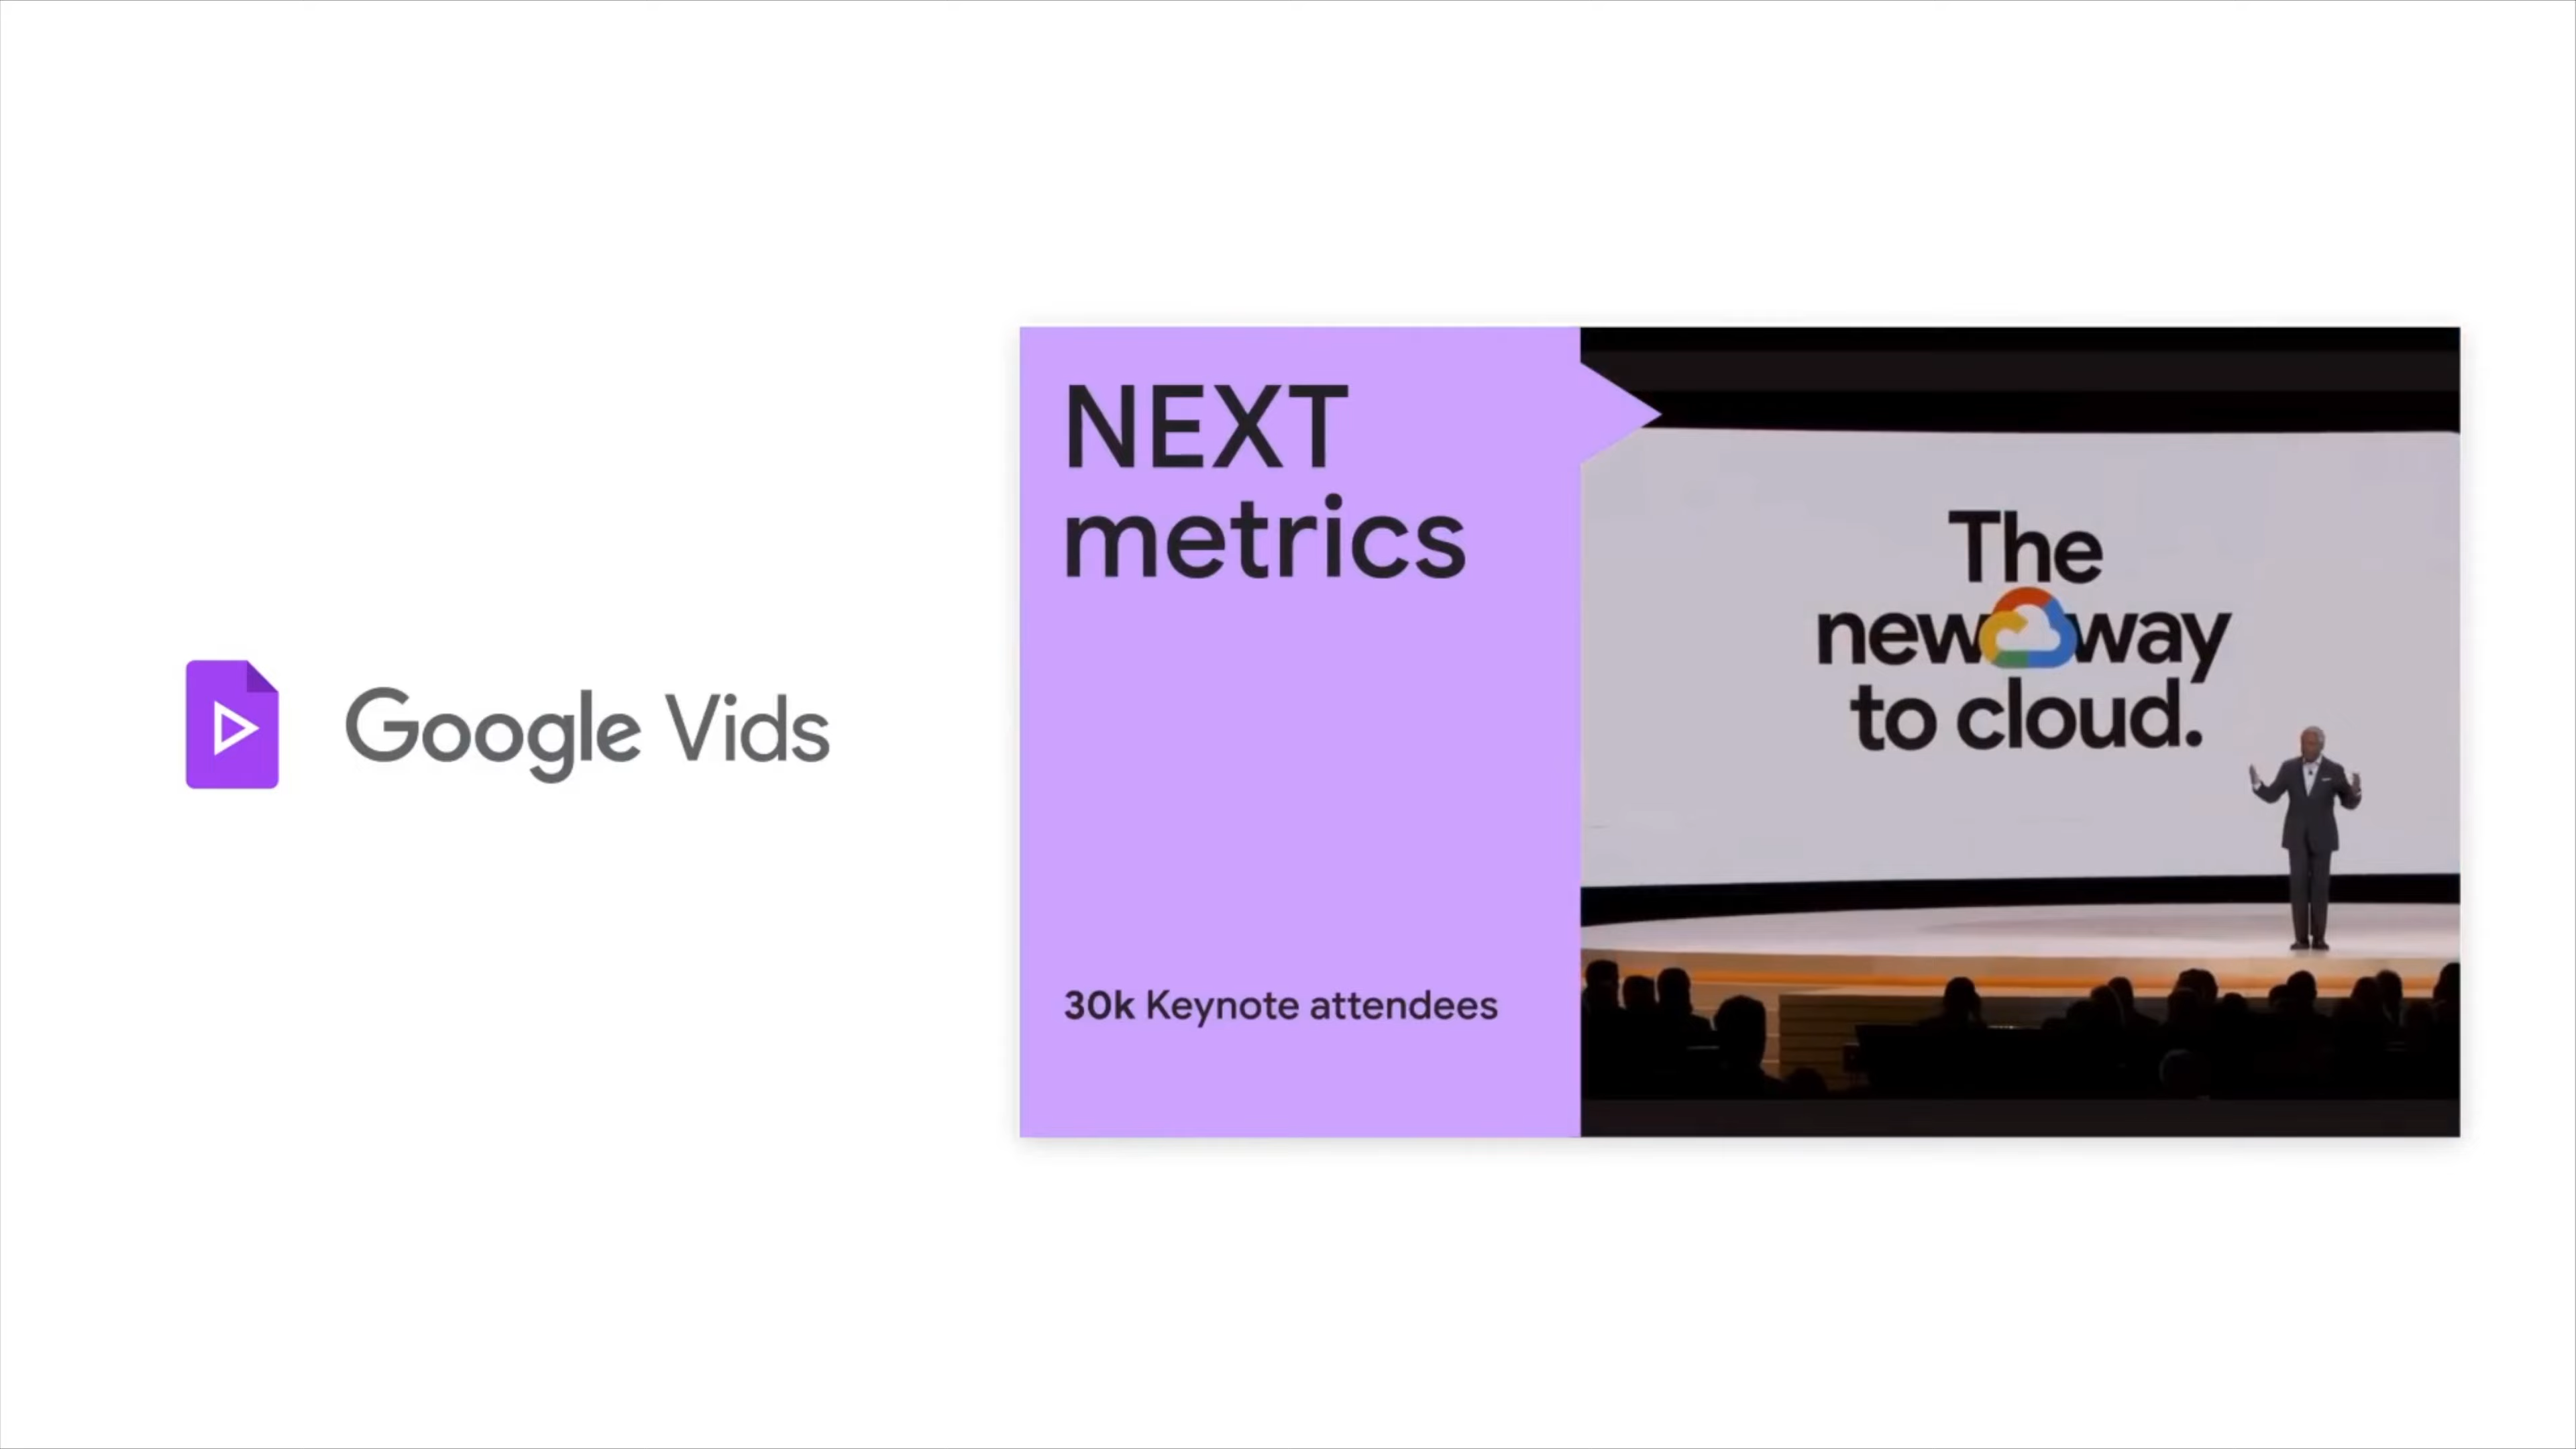 Google Vids
NEXT
metrics
30k Keynote attendees
The
new way
to cloud.